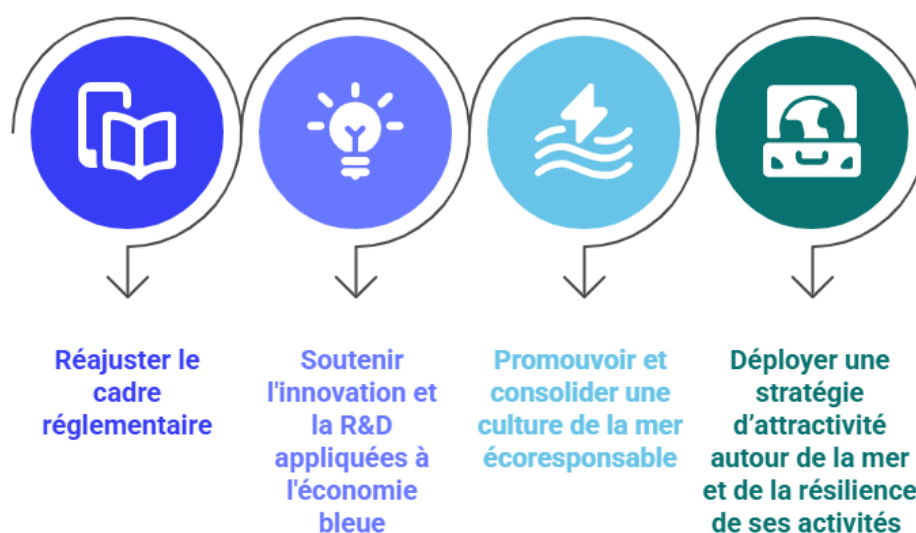 Réajuster le
cadre
réglementaire
Soutenir
l'innovation et
la R&D
appliquées à
l'économie
bleue
Promouvoir et
consolider une
culture de la mer
écoresponsable
Déployer une
stratégie
d’attractivité
autour de la mer
et de la résilience
de ses activités